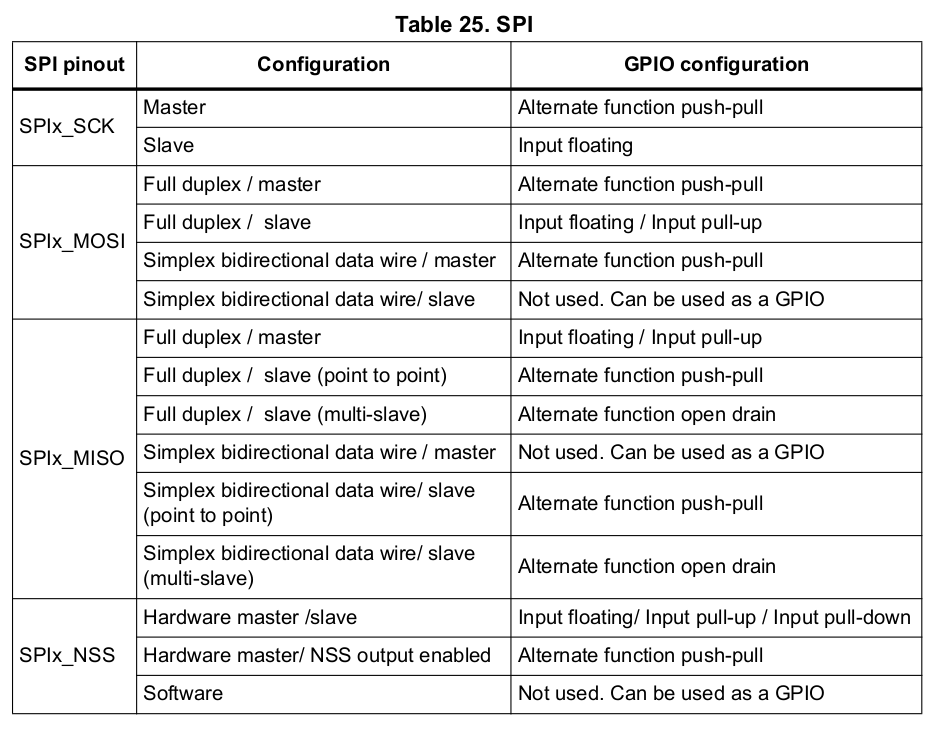 Table 25. SPI
SPI pinout Configuration GPIO configuration
SPIx_SCK
Master Alternate function push-pull
Slave Input floating
SPIx_MOSI
Full duplex / master Alternate function push-pull
Full duplex /  slave Input floating / Input pull-up
Simplex bidirectional data wire / master Alternate function push-pull
Simplex bidirectional data wire/ slave Not used. Can be used as a GPIO
SPIx_MISO
Full duplex / master Input floating / Input pull-up
Full duplex /  slave (point to point) Alternate function push-pull
Full duplex /  slave (multi-slave) Alternate function open drain
Simplex bidirectional data wire / master Not used. Can be used as a GPIO
Simplex bidirectional data wire/ slave
(point to point) Alternate function push-pull
Simplex bidirectional data wire/ slave
(multi-slave) Alternate function open drain
SPIx_NSS
Hardware master /slave Input floating/ Input pull-up / Input pull-down
Hardware master/ NSS output enabled Alternate function push-pull
Software Not used. Can be used as a GPIO